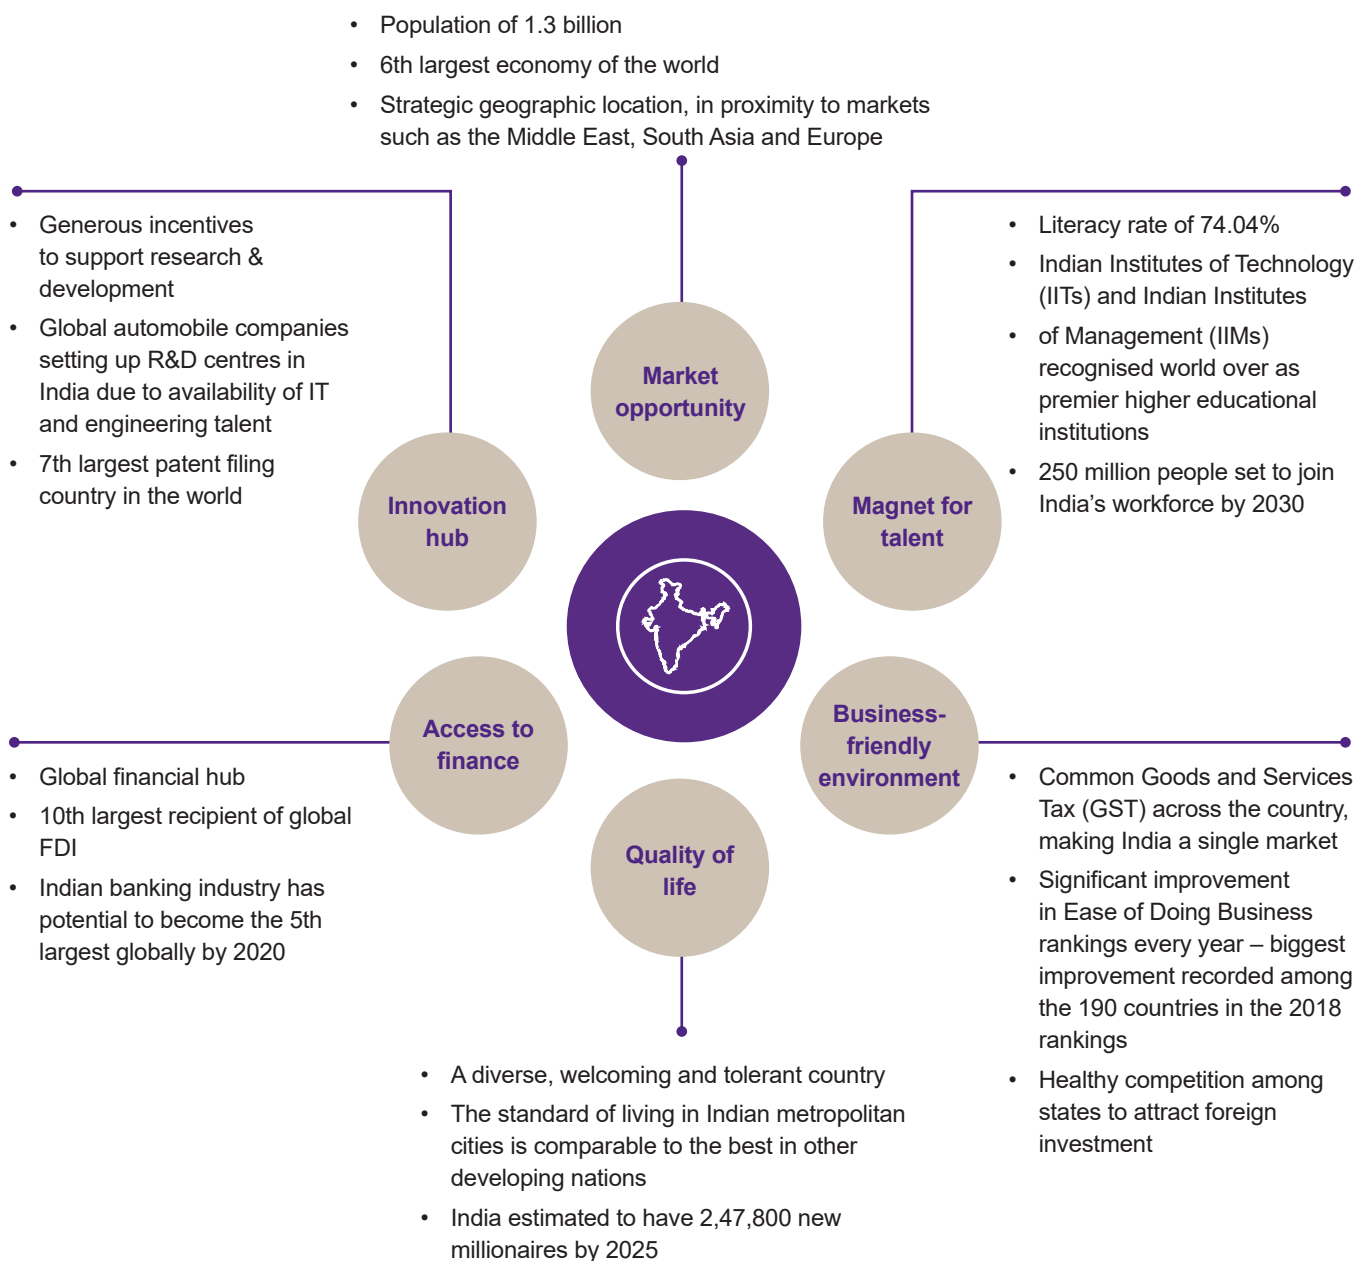 • Population of 1.3 billion
• 6th largest economy of the world
• Strategic geographic location, in proximity to markets
such as the Middle East, South Asia and Europe
• Generous incentives
to support research &
development
• Global automobile companies
setting up R&D centres in
India due to availability of IT
and engineering talent
• 7th largest patent filing
country in the world
• Literacy rate of 74.04%
• Indian Institutes of Technology
(IITs) and Indian Institutes
• of Management (IIMs)
recognised world over as
premier higher educational
institutions
• 250 million people set to join
India’s workforce by 2030
Market
opportunity
Innovation
hub
Magnet for
talent
Access to
finance
Business-
friendly
environment
Quality of
life
• Global financial hub
• 10th largest recipient of global
FDI
• Indian banking industry has
potential to become the 5th
largest globally by 2020
• Common Goods and Services
Tax (GST) across the country,
making India a single market
• Significant improvement
in Ease of Doing Business
rankings every year – biggest
improvement recorded among
the 190 countries in the 2018
rankings
• Healthy competition among
states to attract foreign
investment
• A diverse, welcoming and tolerant country
• The standard of living in Indian metropolitan
cities is comparable to the best in other
developing nations
• India estimated to have 2,47,800 new
millionaires by 2025